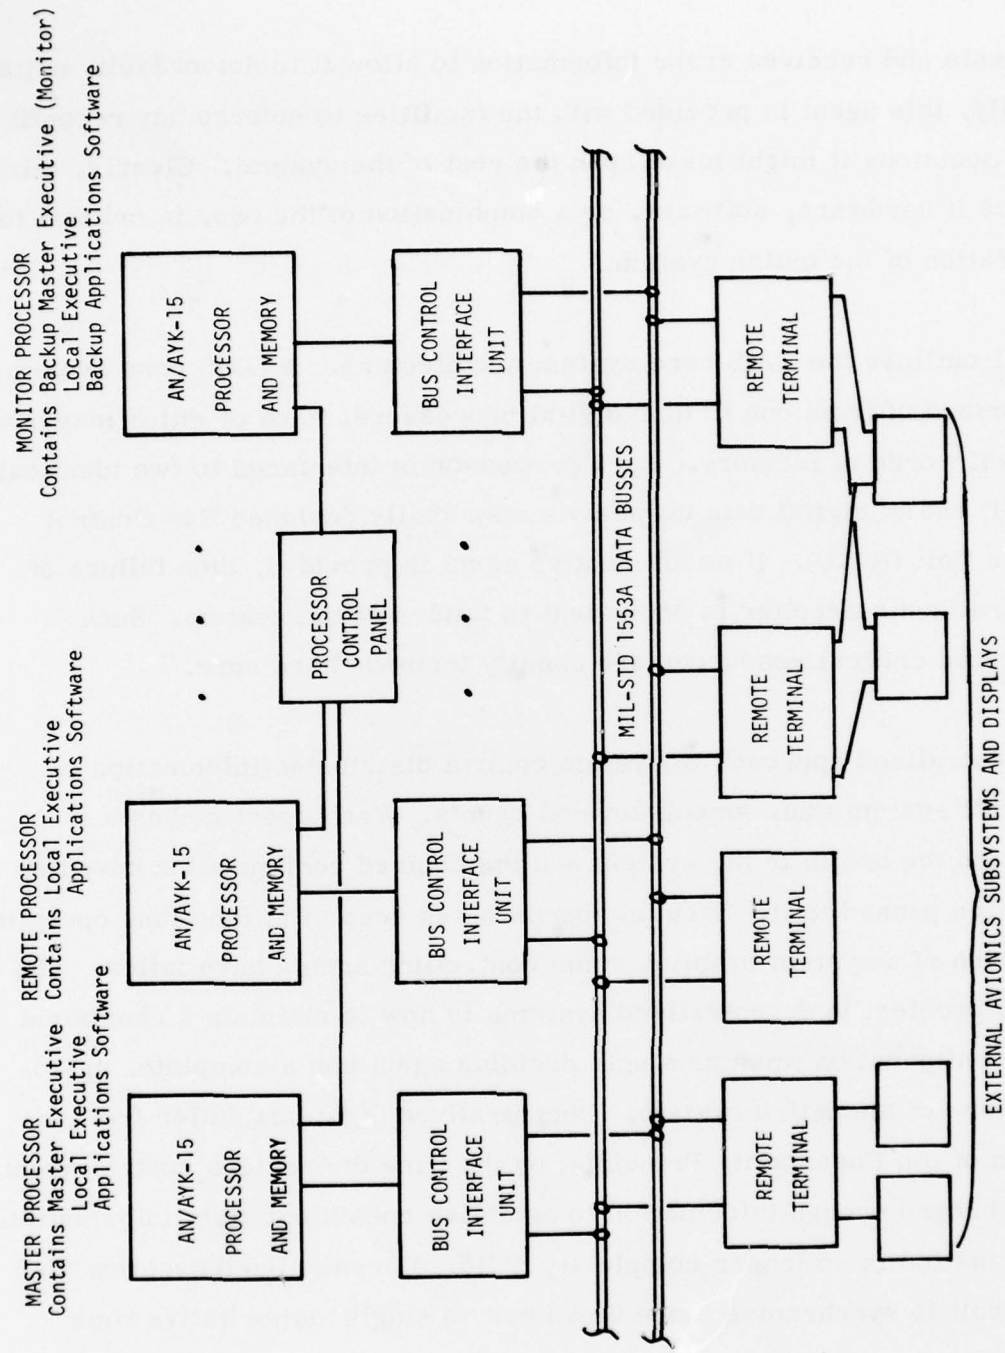 MASTER PROCESSOR
Contains Master Executive
Local Executive
Applications Software
REMOTE PROCESSOR
Contains Local Executive
Applications Software
MONITOR PROCESSOR
Contains Backup Master Executive (Monitor)
Local Executive
Backup Applications Software
AN/AYK-15
PROCESSOR
AND MEMORY
AN/AYK-15
PROCESSOR
AND MEMORY
PROCESSOR
CONTROL
PANEL
AN/AYK-15
PROCESSOR
AND MEMORY
BUS CONTROL
INTERFACE
UNIT
BUS CONTROL
INTERFACE
UNIT
BUS CONTROL
INTERFACE
UNIT
MIL-STD 1553A DATA BUSSES
REMOTE
TERMINAL
REMOTE
TERMINAL
REMOTE
TERMINAL
REMOTE
TERMINAL
EXTERNAL AVIONICS SUBSYSTEMS AND DISPLAYS